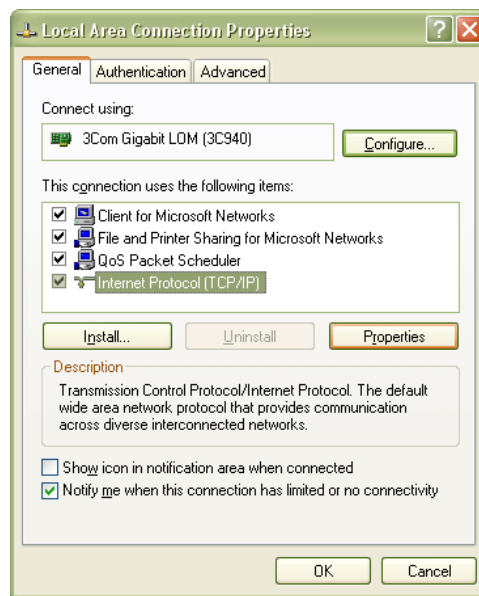 Local Area Connection Properties
General Authentication Advanced
Connect using:
3Com Gigabit LOM (3C940)
Configure...
This connection uses the following items:
Client for Microsoft Networks
File and Printer Sharing for Microsoft Networks
QoS Packet Scheduler
Internet Protocol (TCP/IP)
Install... Uninstall Properties
Description
Transmission Control Protocol/Internet Protocol. The default
wide area network protocol that provides communication
across diverse interconnected networks.
Show icon in notification area when connected
Notify me when this connection has limited or no connectivity
OK Cancel